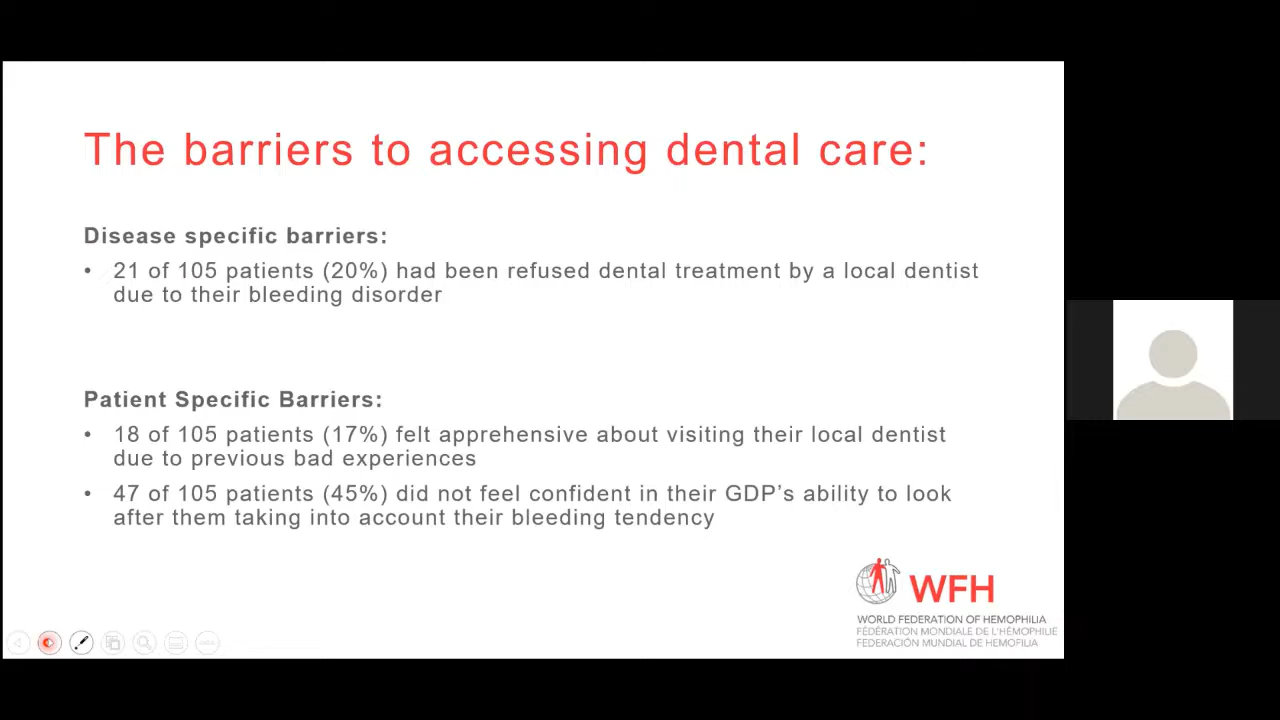 The barriers to accessing dental care:
Disease specific barriers:
• 21 of 105 patients (20%) had been refused dental treatment by a local dentist
due to their bleeding disorder
Patient Specific Barriers:
• 18 of 105 patients (17%) felt apprehensive about visiting their local dentist
due to previous bad experiences
• 47 of 105 patients (45%) did not feel confident in their GDP’s ability to look
after them taking into account their bleeding tendency
WFH
WORLD FEDERATION OF HEMOPHILIA
FÉDÉRATION MONDIALE DE L'HÉMOPHILIE
FEDERACIÓN MUNDIAL DE HEMOFILIA